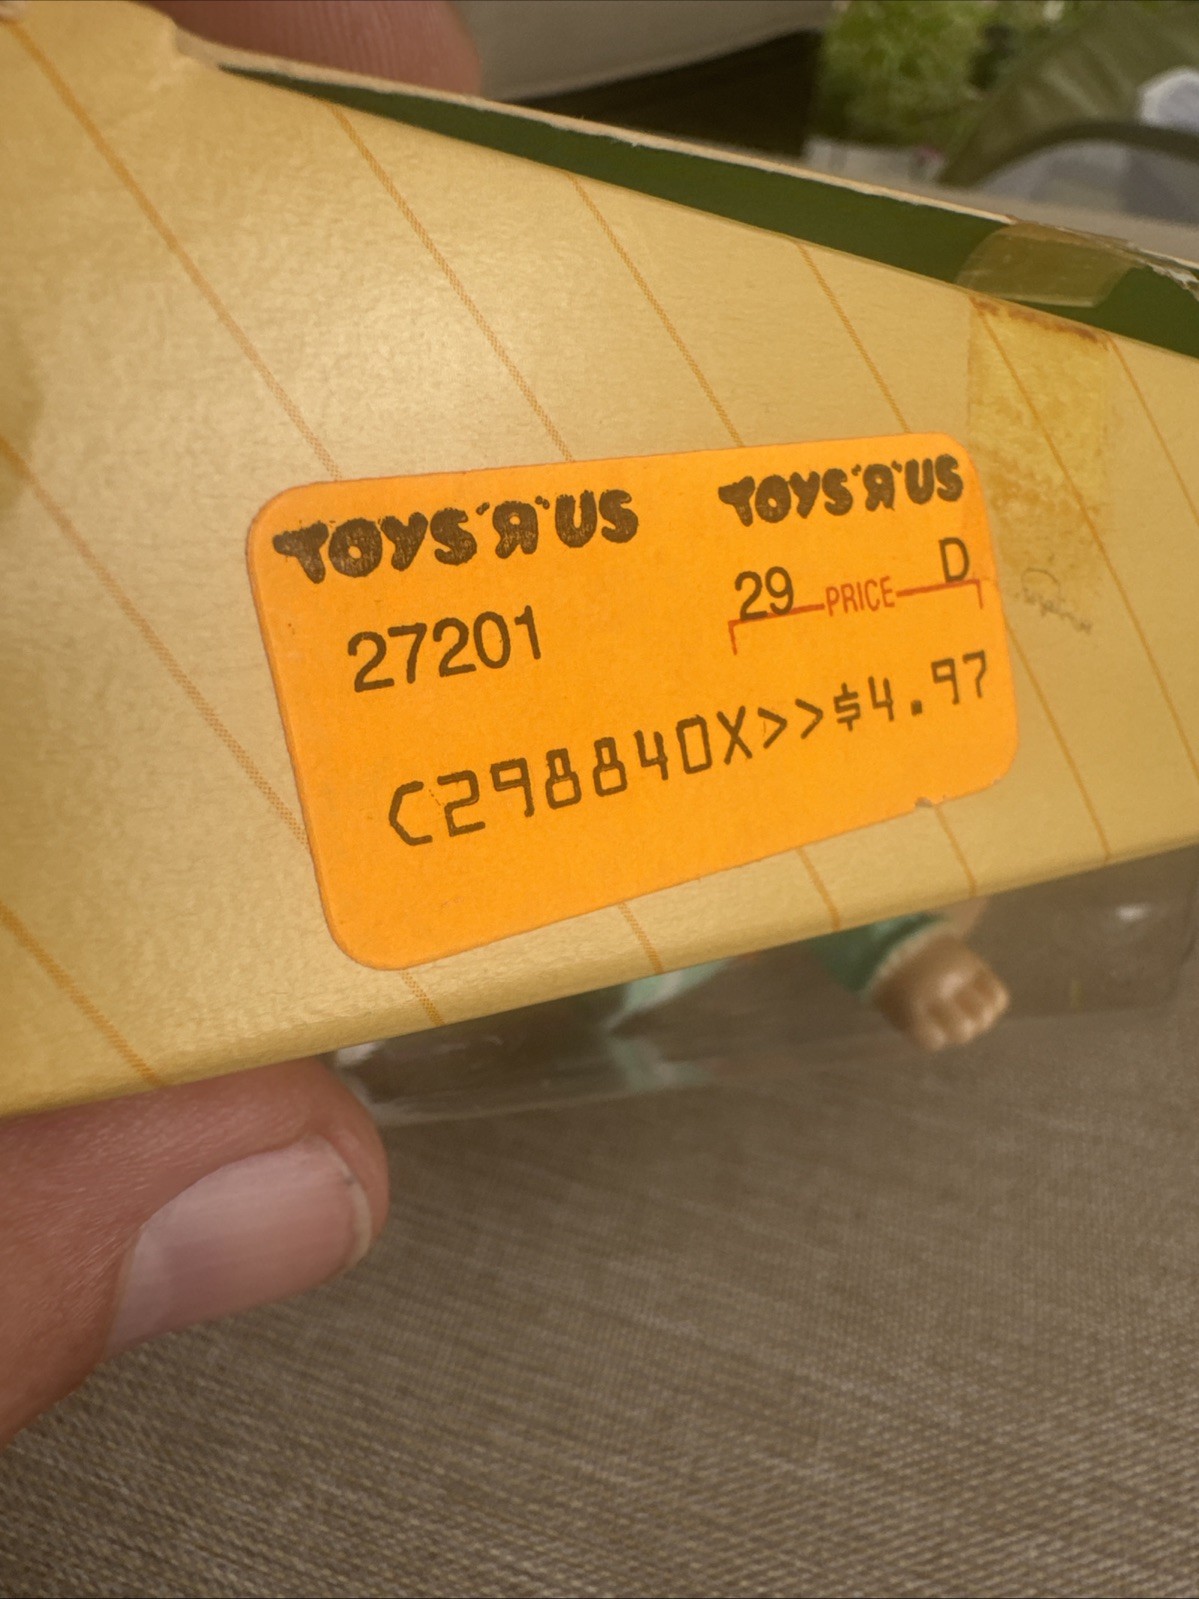 TOYS"R"US TOYS"R"US
27201 29 PRICE D
C298840X>>$4.97